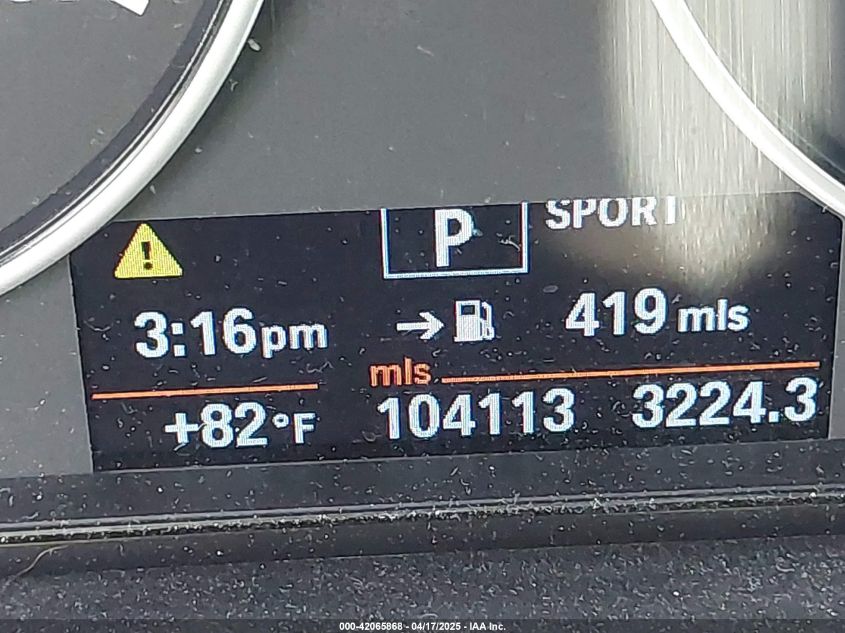 P SPORT
3:16pm 419 mls
mls
+82°F 104113 3224.3
000-42065868 - 04/17/2025 - IAA Inc.